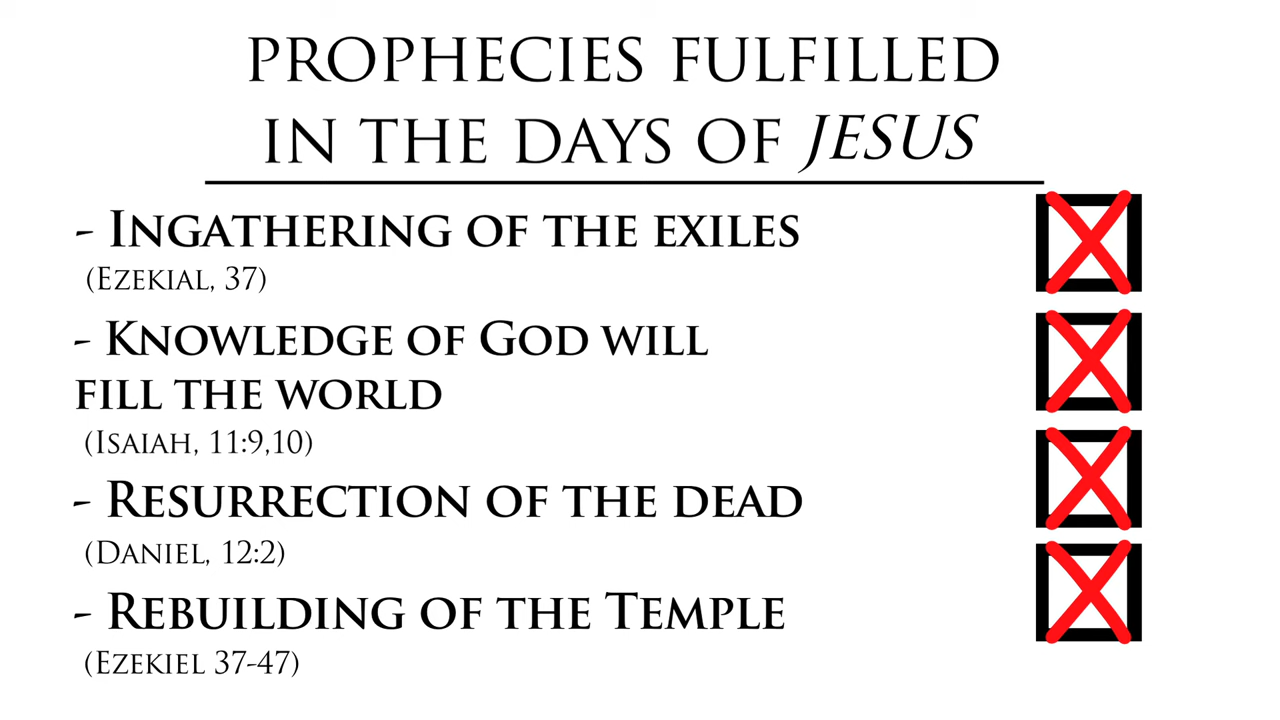 PROPHECIES FULFILLED
IN THE DAYS OF JESUS
- INGATHERING OF THE EXILES
(EZEKIAL, 37)
- KNOWLEDGE OF GOD WILL
FILL THE WORLD
(ISAIAH, 11:9,10)
- RESURRECTION OF THE DEAD
(DANIEL, 12:2)
- REBUILDING OF THE TEMPLE
(EZEKIEL 37-47)